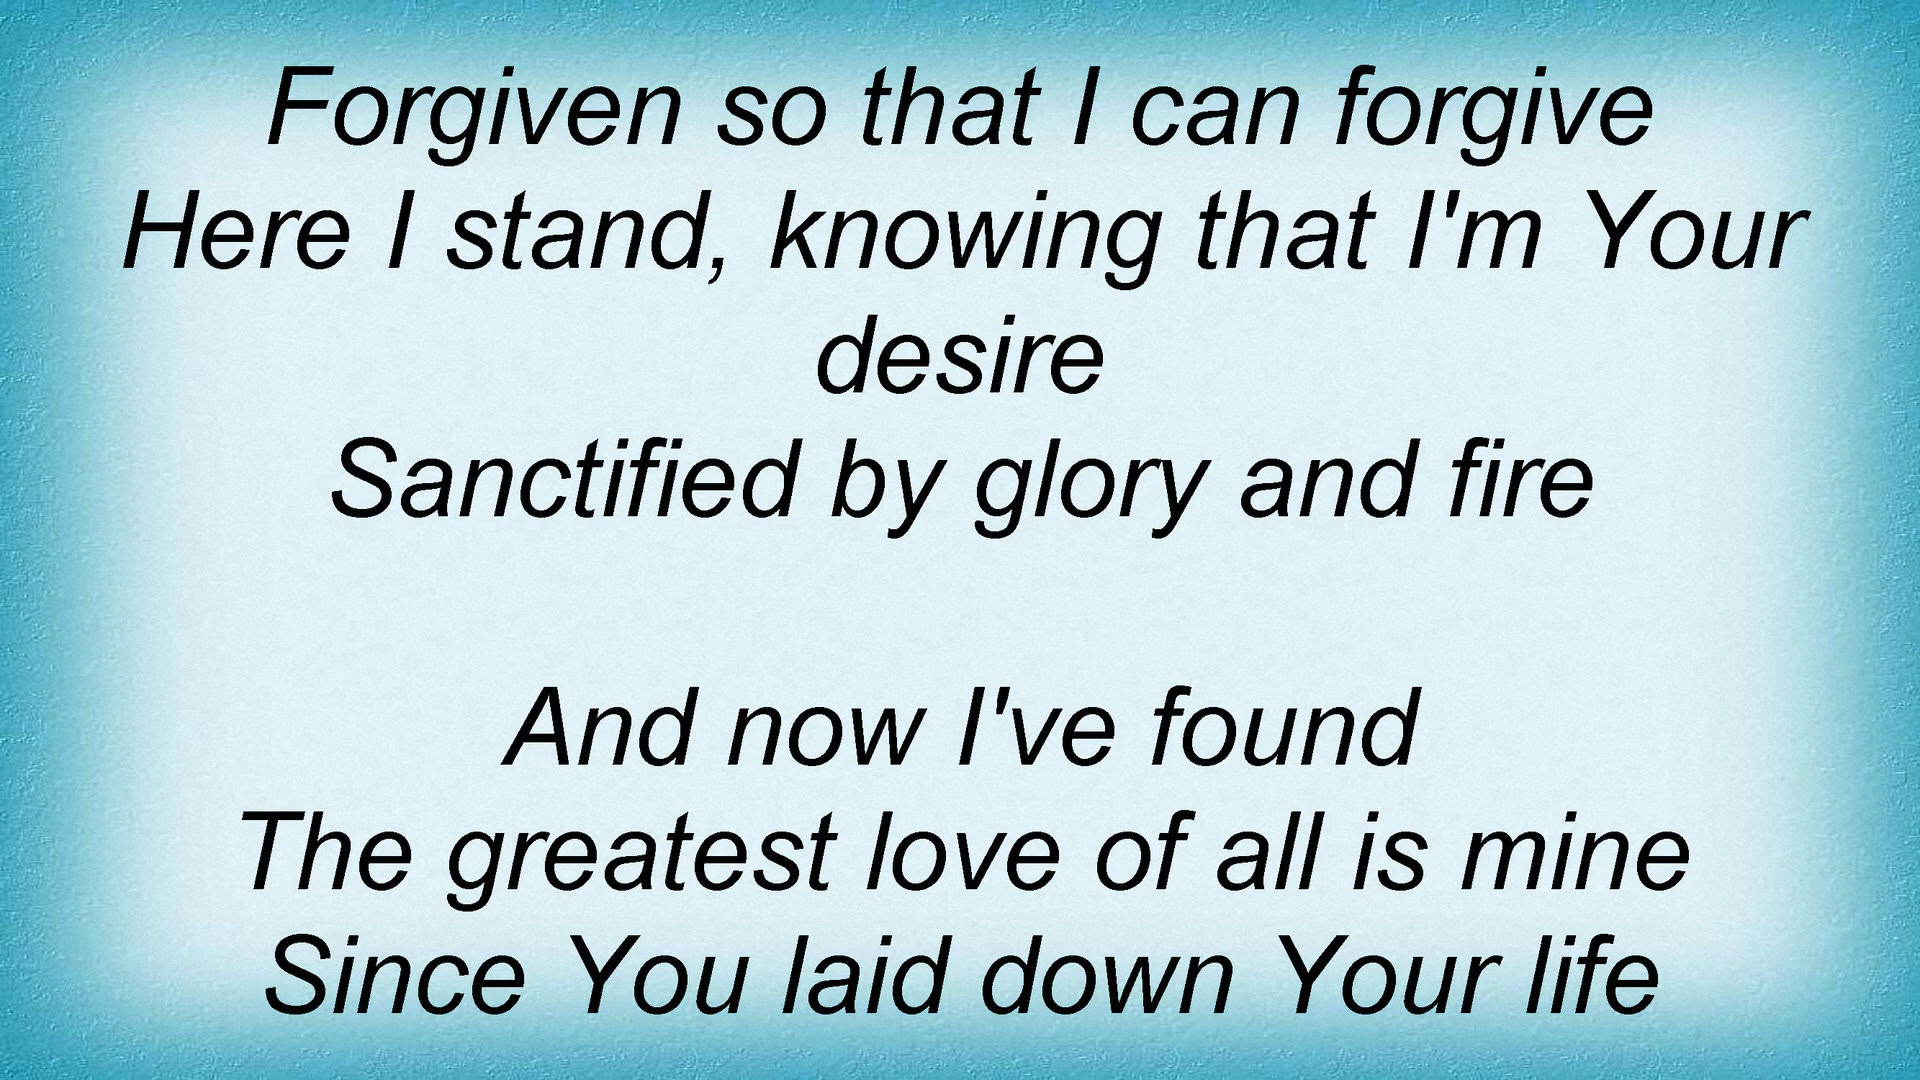 Forgiven so that I can forgive
Here I stand, knowing that I'm Your
desire
Sanctified by glory and fire
And now I've found
The greatest love of all is mine
Since You laid down Your life